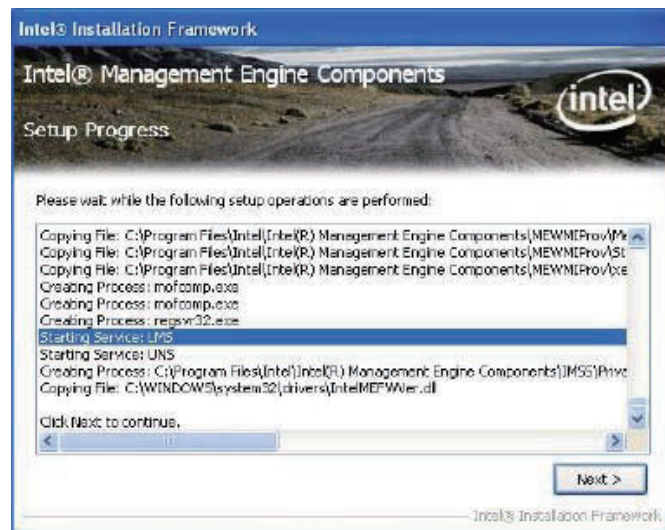 Intel® Installation Framework
Intel® Management Engine Components
intel
Setup Progress
Please wait while the following setup operations are performed:
Copying File: C:\Program Files\Intel\Intel(R) Management Engine Components\MEWMIProv\Me
Copying File: C:\Program Files\Intel\Intel(R) Management Engine Components\MEWMIProv\St
Copying File: C:\Program Files\Intel\Intel(R) Management Engine Components\MEWMIProv\xe
Creating Process: mofcomp.exe
Creating Process: mofcomp.exe
Creating Process: regsvr32.exe
Starting Service: LMS
Starting Service: UNS
Creating Process: C:\Program Files\Intel\Intel(R) Management Engine Components\IMSS\Priva
Copying File: C:\WINDOWS\system32\drivers\IntelMEFWVer.dll
Click Next to continue.
Next >
Intel® Installation Framework